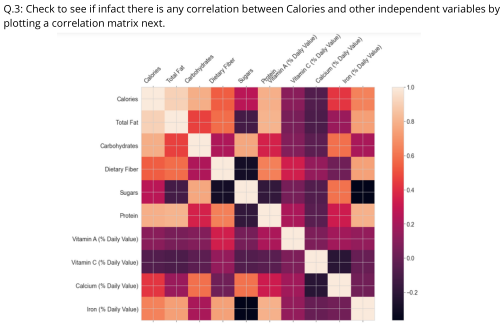 Q.3: Check to see if infact there is any correlation between Calories and other independent variables by
plotting a correlation matrix next.
Calories
Total Fat
Carbohydrates
Dietary Fiber
Sugars
Protein
Vitamin A (% Daily Value)
Vitamin C (% Daily Value)
Calcium (% Daily Value)
Iron (% Daily Value)
Calories
Total Fat
Carbohydrates
Dietary Fiber
Sugars
Protein
Vitamin A (% Daily Value)
Vitamin C (% Daily Value)
Calcium (% Daily Value)
Iron (% Daily Value)
1.0
0.8
0.6
0.4
0.2
0.0
-0.2